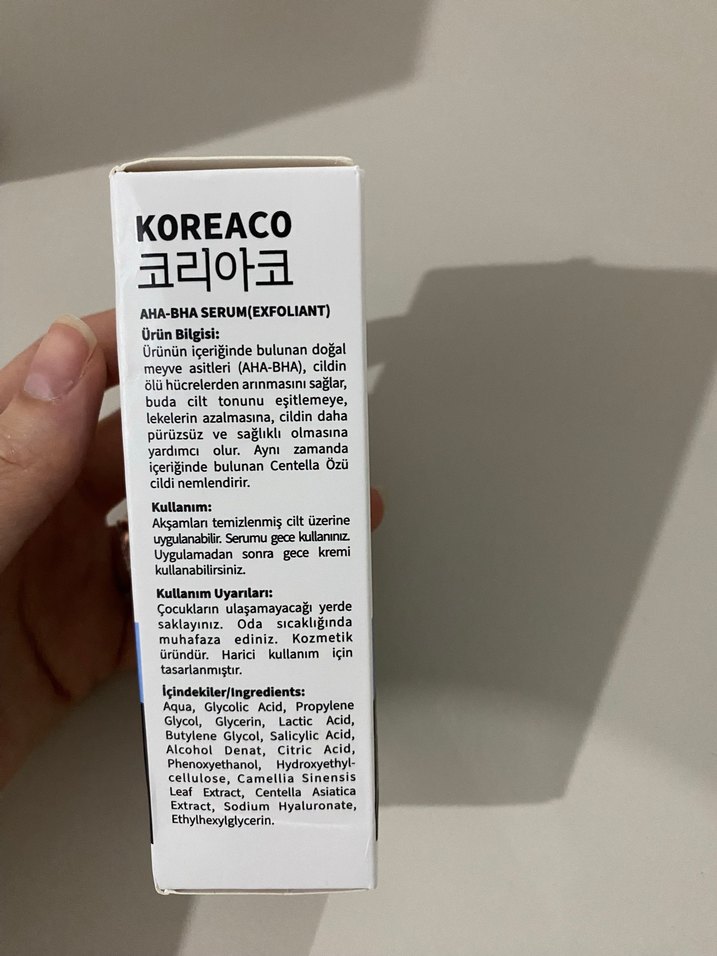 KOREACO
코리아코
AHA-BHA SERUM(EXFOLIANT)
Ürün Bilgisi:
Ürünün içeriğinde bulunan doğal
meyve asitleri (AHA-BHA), cildin
ölü hücrelerden arınmasını sağlar,
buda cilt tonunu eşitlemeye,
lekelerin azalmasına, cildin daha
pürüzsüz ve sağlıklı olmasına
yardımcı olur. Aynı zamanda
içeriğinde bulunan Centella Özü
cildi nemlendirir.
Kullanım:
Akşamları temizlenmiş cilt üzerine
uygulanabilir. Serumu gece kullanınız.
Uygulamadan sonra gece kremi
kullanabilirsiniz.
Kullanım Uyarıları:
Çocukların ulaşamayacağı yerde
saklayınız. Oda sıcaklığında
muhafaza ediniz. Kozmetik
üründür. Harici kullanım için
tasarlanmıştır.
İçindekiler/Ingredients:
Aqua, Glycolic Acid, Propylene
Glycol, Glycerin, Lactic Acid,
Butylene Glycol, Salicylic Acid,
Alcohol Denat, Citric Acid,
Phenoxyethanol, Hydroxyethyl-
cellulose, Camellia Sinensis
Leaf Extract, Centella Asiatica
Extract, Sodium Hyaluronate,
Ethylhexylglycerin.